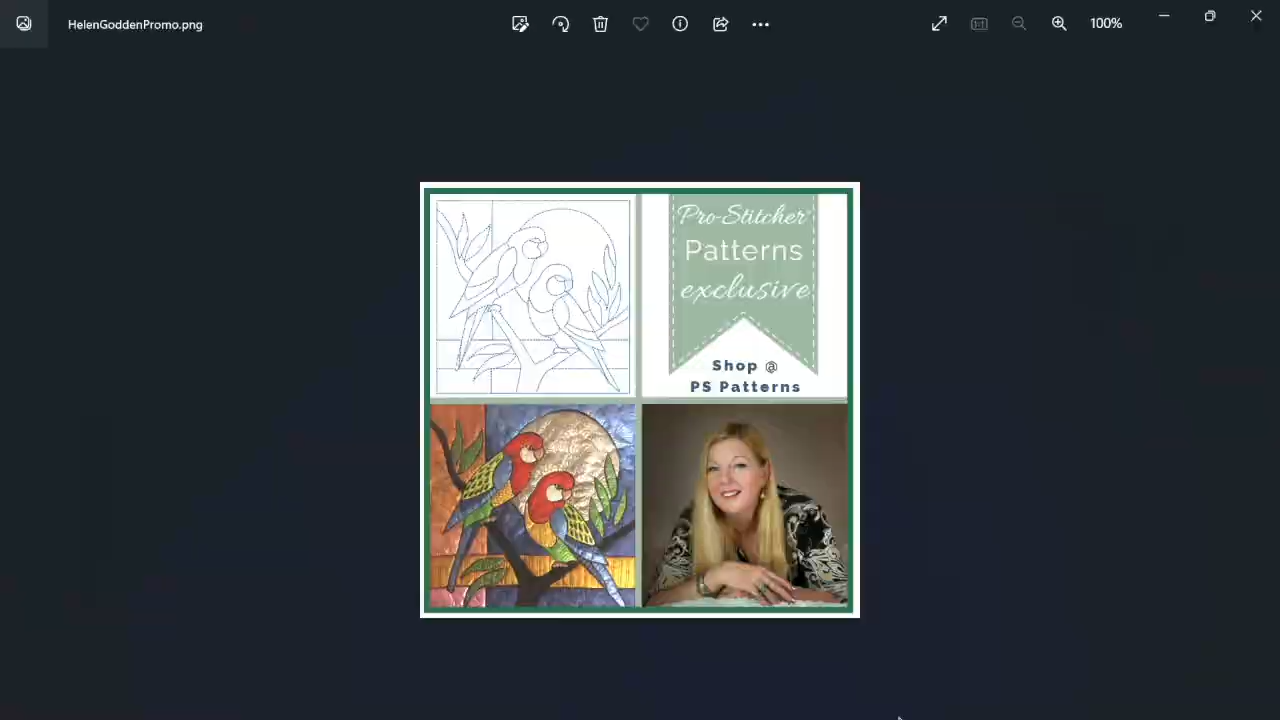 HelenGoddenPromo.png
100%
Pro-Stitcher®
Patterns
exclusive
Shop @
PS Patterns